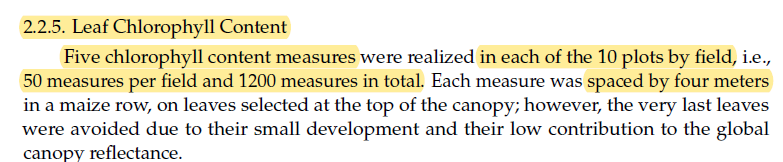 2.2.5. Leaf Chlorophyll Content
Five chlorophyll content measures were realized in each of the 10 plots by field, i.e.,
50 measures per field and 1200 measures in total. Each measure was spaced by four meters
in a maize row, on leaves selected at the top of the canopy; however, the very last leaves
were avoided due to their small development and their low contribution to the global
canopy reflectance.